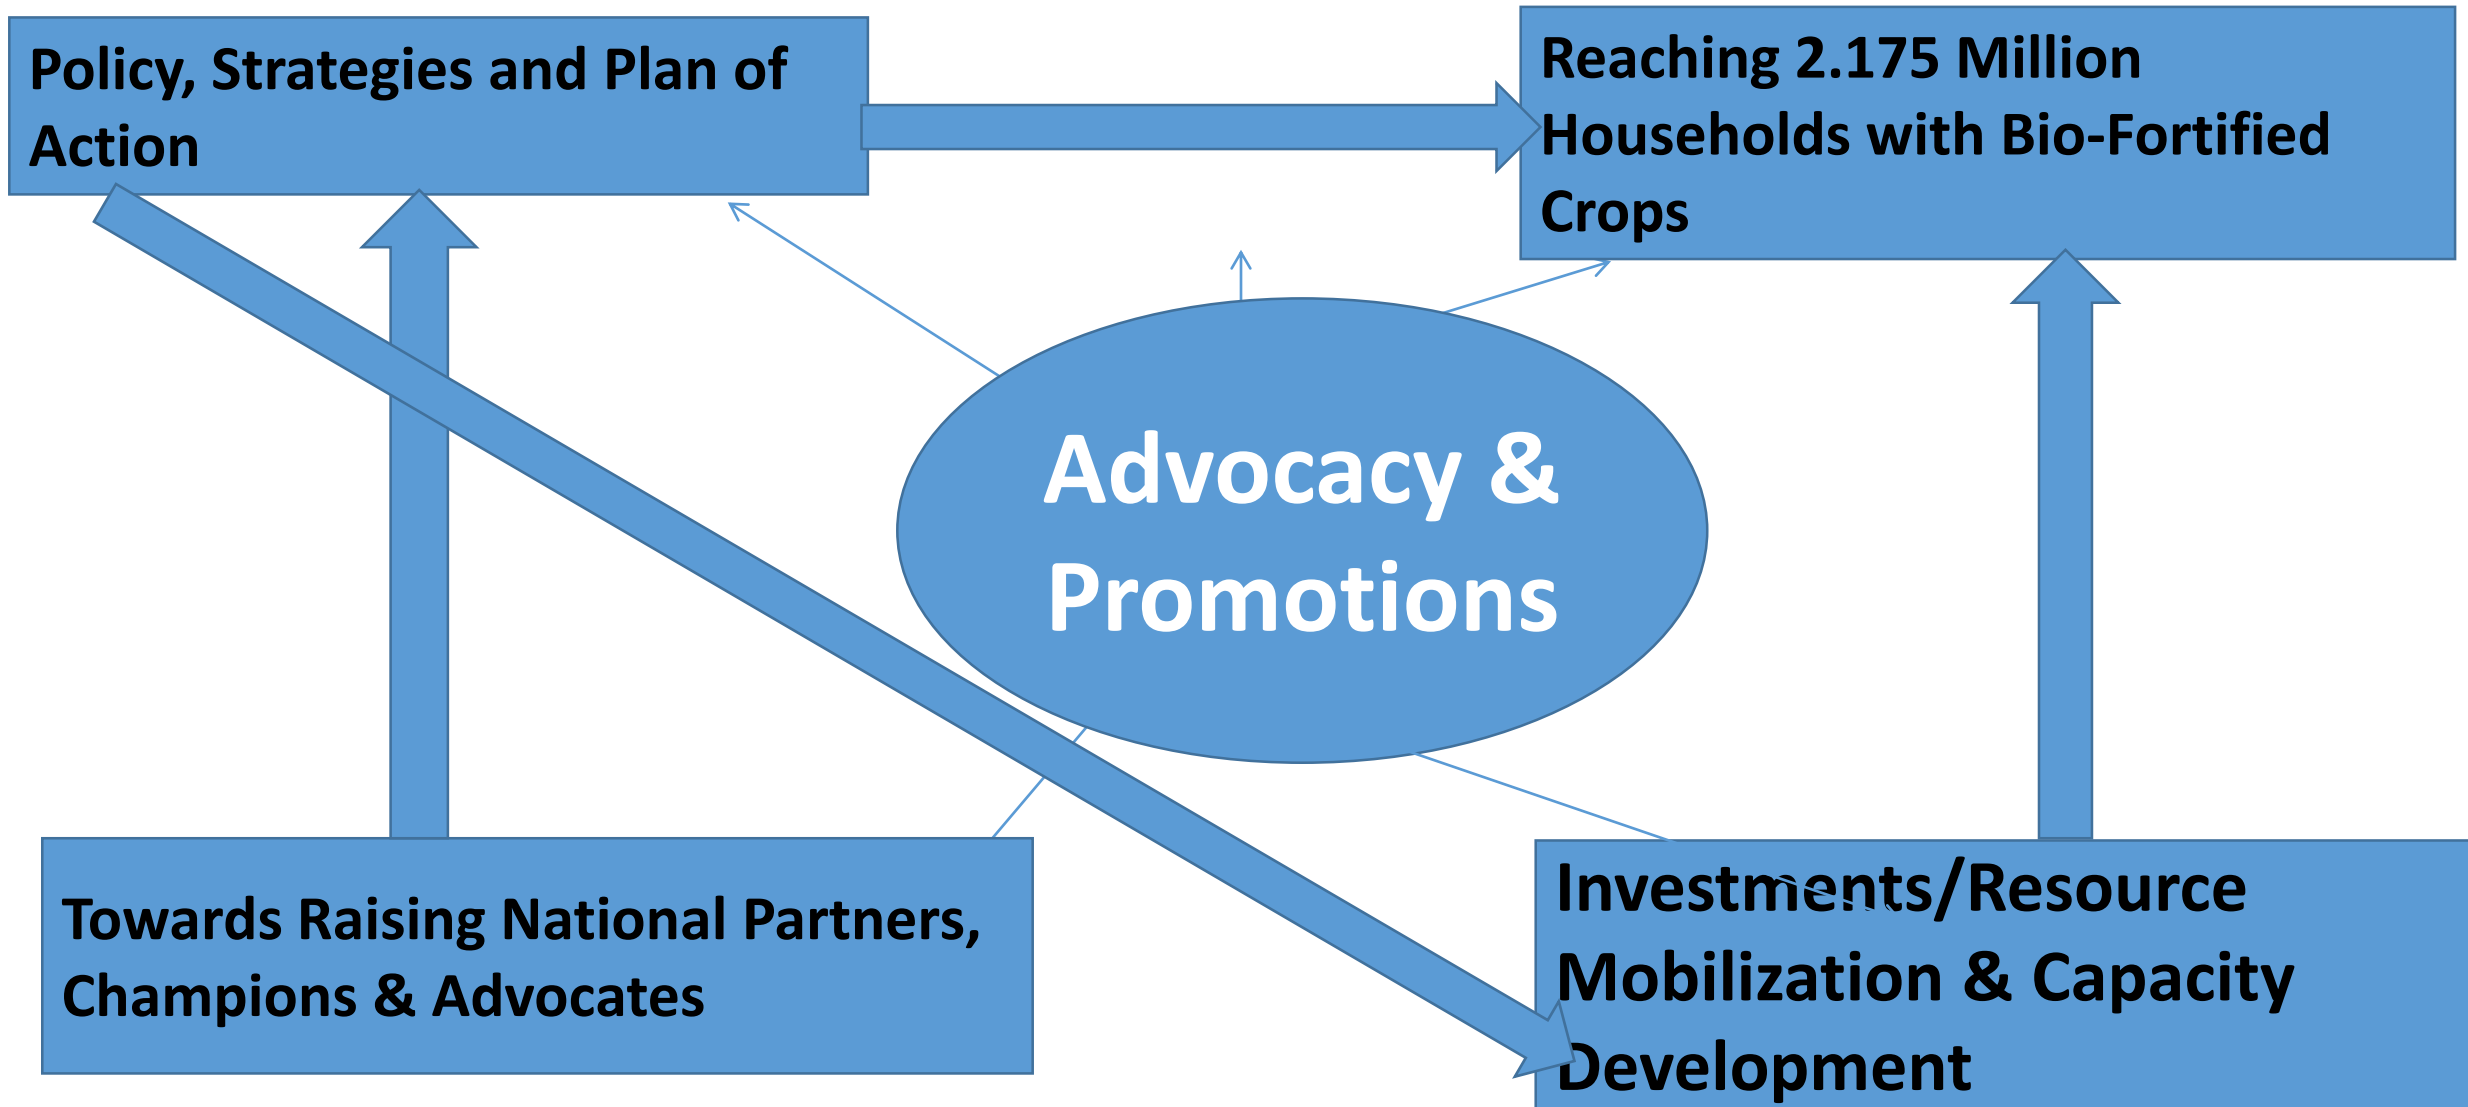 Policy, Strategies and Plan of
Action
Reaching 2.175 Million
Households with Bio-Fortified
Crops
Advocacy &
Promotions
Towards Raising National Partners,
Champions & Advocates
Investments/Resource
Mobilization & Capacity
Development